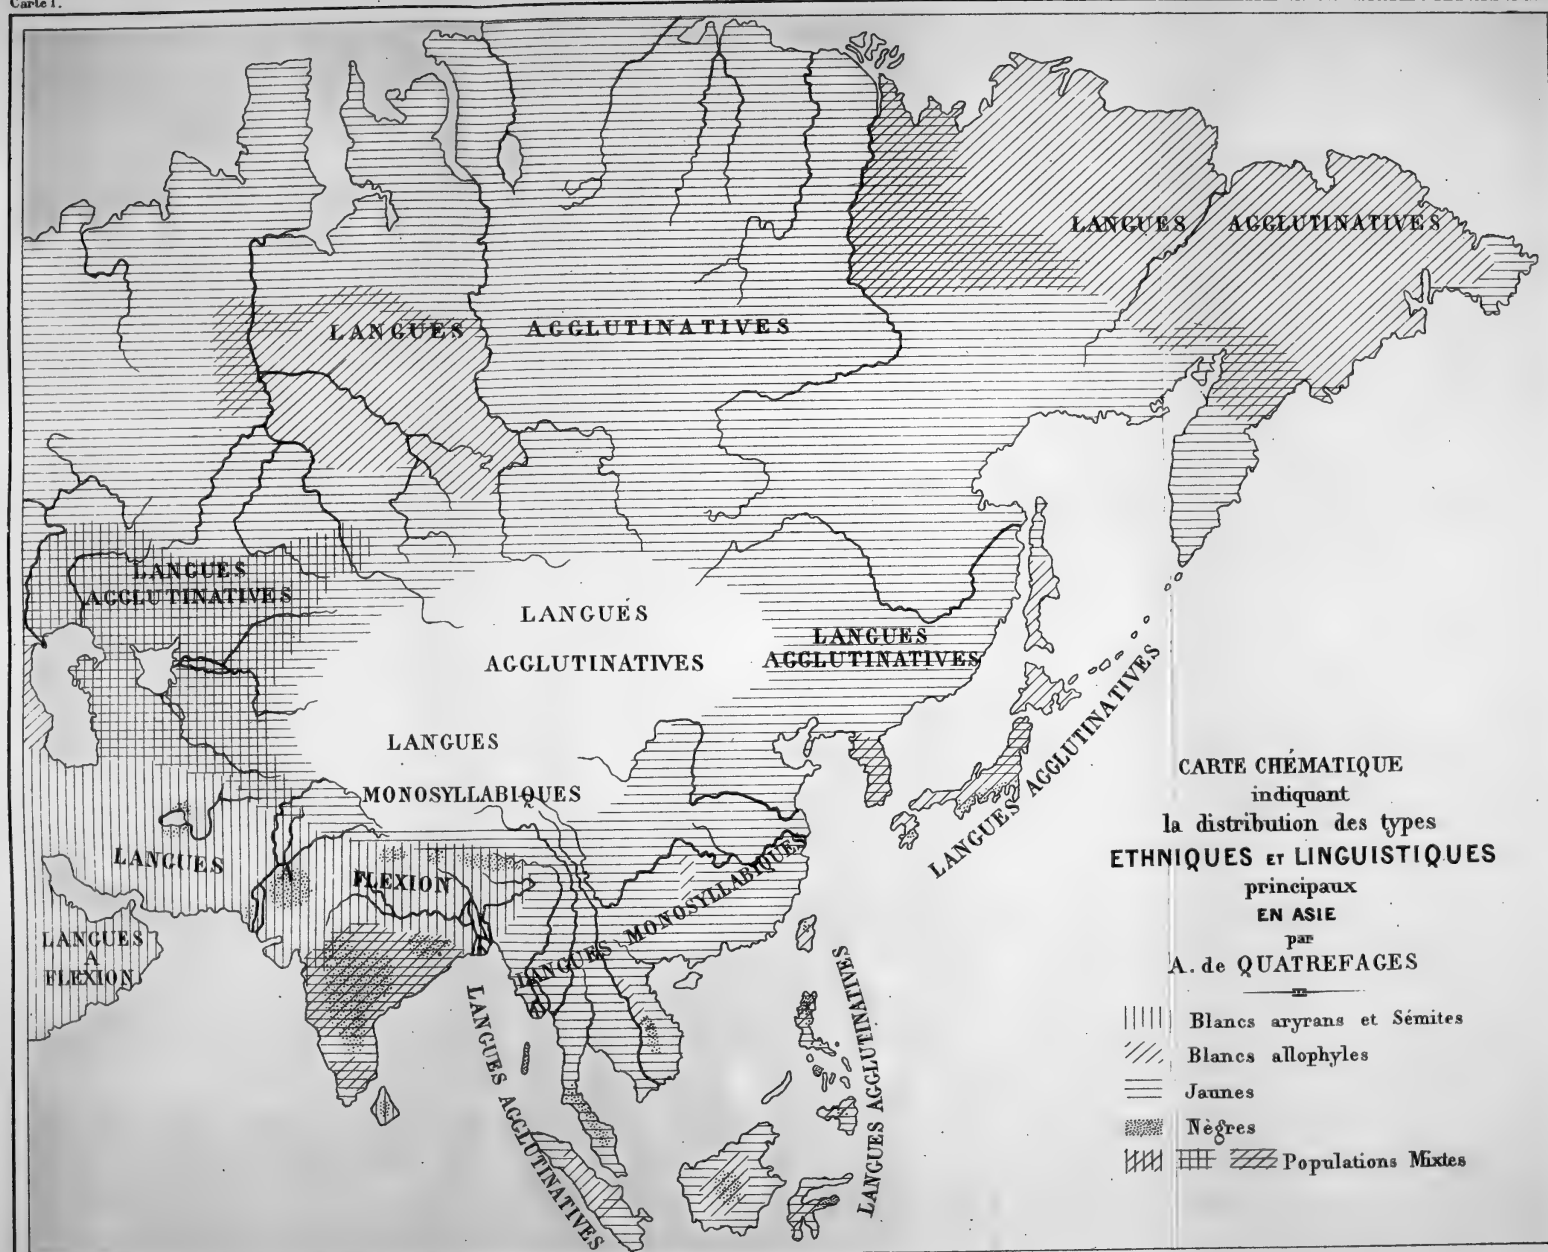 Carte I.
LANGUES AGGLUTINATIVES
LANGUES AGGLUTINATIVES
LANGUES
AGGLUTINATIVES
LANGUÉS
AGGLUTINATIVES
LANGUES
AGGLUTINATIVES
LANGUES
MONOSYLLABIQUES
LANGUES AGGLUTINATIVES
LANGUES
A
FLEXION
LANGUES MONOSYLLABIQUES
LANGUES
A
FLEXION
LANGUES AGGLUTINATIVES
LANGUES AGGLUTINATIVES
CARTE CHÉMATIQUE
indiquant
la distribution des types
ETHNIQUES ET LINGUISTIQUES
principaux
EN ASIE
par
A. de QUATREFAGES
Blancs aryrans et Sémites
Blancs allophyles
Jaunes
Nègres
Populations Mixtes